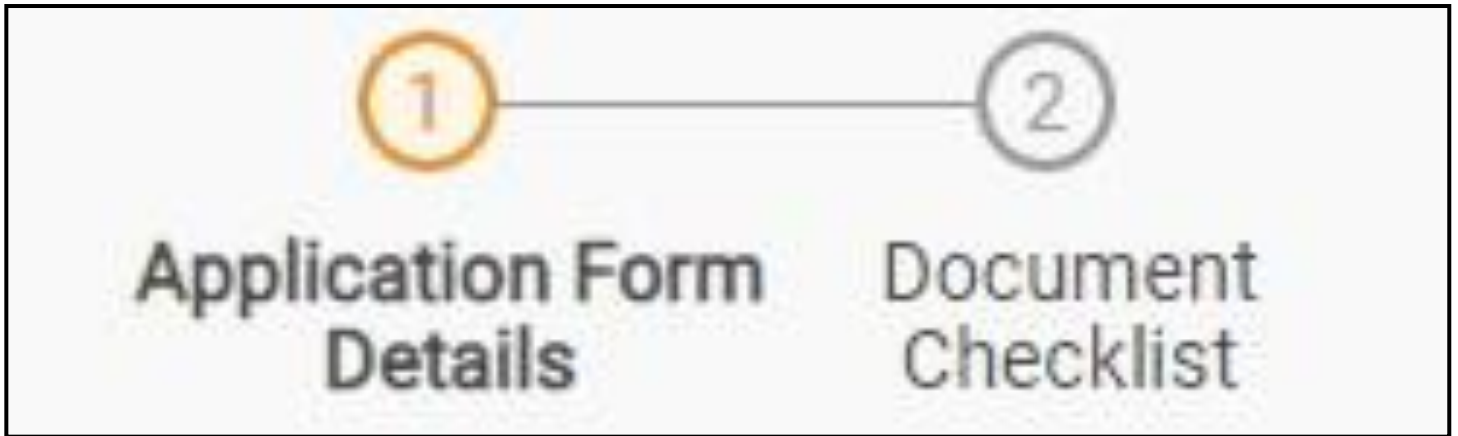 1
2
Application Form
Details
Document
Checklist